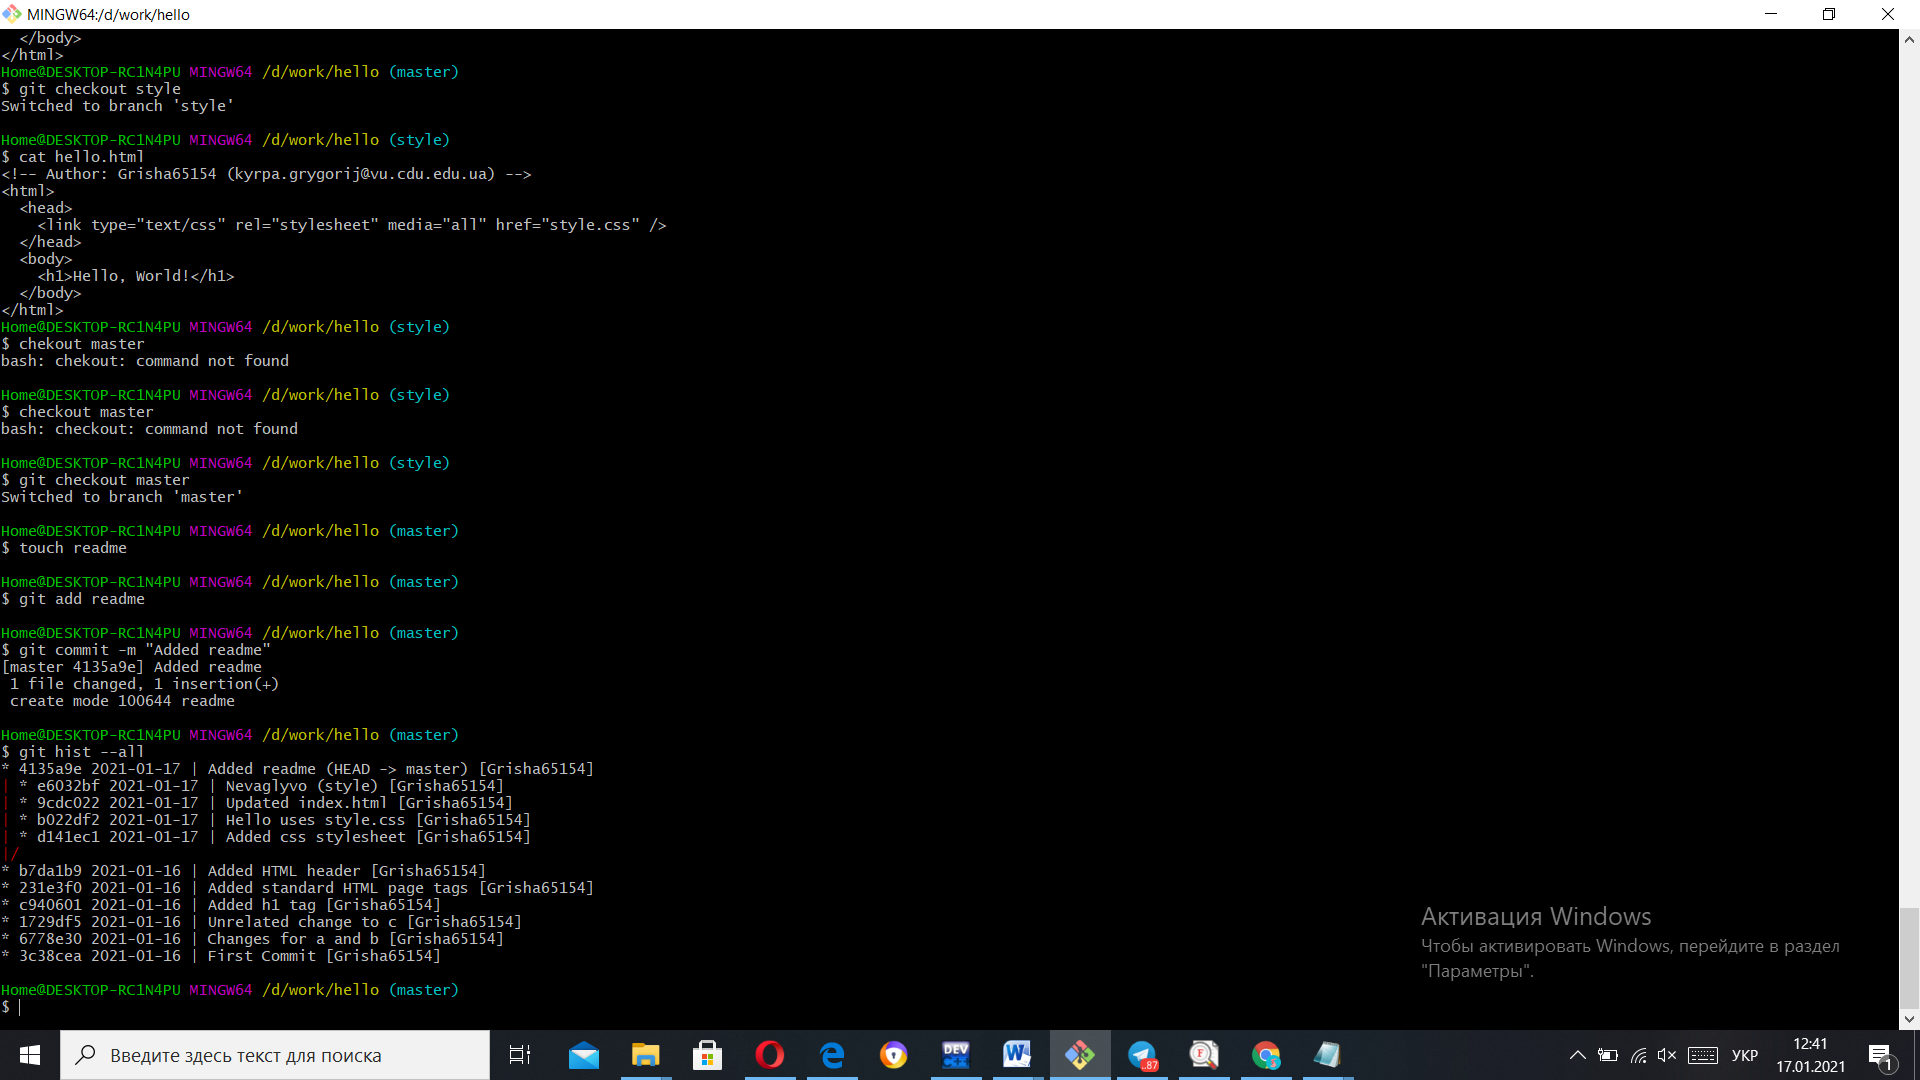 MINGW64:/d/work/hello
  </body>
</html>
Home@DESKTOP-RC1N4PU MINGW64 /d/work/hello (master)
$ git checkout style
Switched to branch 'style'
Home@DESKTOP-RC1N4PU MINGW64 /d/work/hello (style)
$ cat hello.html
<!-- Author: Grisha65154 (kyrpa.grygorij@vu.cdu.edu.ua) -->
<html>
  <head>
    <link type="text/css" rel="stylesheet" media="all" href="style.css" />
  </head>
  <body>
    <h1>Hello, World!</h1>
  </body>
</html>
Home@DESKTOP-RC1N4PU MINGW64 /d/work/hello (style)
$ chekout master
bash: chekout: command not found
Home@DESKTOP-RC1N4PU MINGW64 /d/work/hello (style)
$ checkout master
bash: checkout: command not found
Home@DESKTOP-RC1N4PU MINGW64 /d/work/hello (style)
$ git checkout master
Switched to branch 'master'
Home@DESKTOP-RC1N4PU MINGW64 /d/work/hello (master)
$ touch readme
Home@DESKTOP-RC1N4PU MINGW64 /d/work/hello (master)
$ git add readme
Home@DESKTOP-RC1N4PU MINGW64 /d/work/hello (master)
$ git commit -m "Added readme"
[master 4135a9e] Added readme
 1 file changed, 1 insertion(+)
 create mode 100644 readme
Home@DESKTOP-RC1N4PU MINGW64 /d/work/hello (master)
$ git hist --all
* 4135a9e 2021-01-17 | Added readme (HEAD -> master) [Grisha65154]
| * e6032bf 2021-01-17 | Nevaglyvo (style) [Grisha65154]
| * 9cdc022 2021-01-17 | Updated index.html [Grisha65154]
| * b022df2 2021-01-17 | Hello uses style.css [Grisha65154]
| * d141ec1 2021-01-17 | Added css stylesheet [Grisha65154]
|/
* b7da1b9 2021-01-16 | Added HTML header [Grisha65154]
* 231e3f0 2021-01-16 | Added standard HTML page tags [Grisha65154]
* c940601 2021-01-16 | Added h1 tag [Grisha65154]
* 1729df5 2021-01-16 | Unrelated change to c [Grisha65154]
* 6778e30 2021-01-16 | Changes for a and b [Grisha65154]
* 3c38cea 2021-01-16 | First Commit [Grisha65154]
Home@DESKTOP-RC1N4PU MINGW64 /d/work/hello (master)
$
Активация Windows
Чтобы активировать Windows, перейдите в раздел
"Параметры".
Введите здесь текст для поиска
DEV
C++
W
..87
F
УКР
12:41
17.01.2021
1